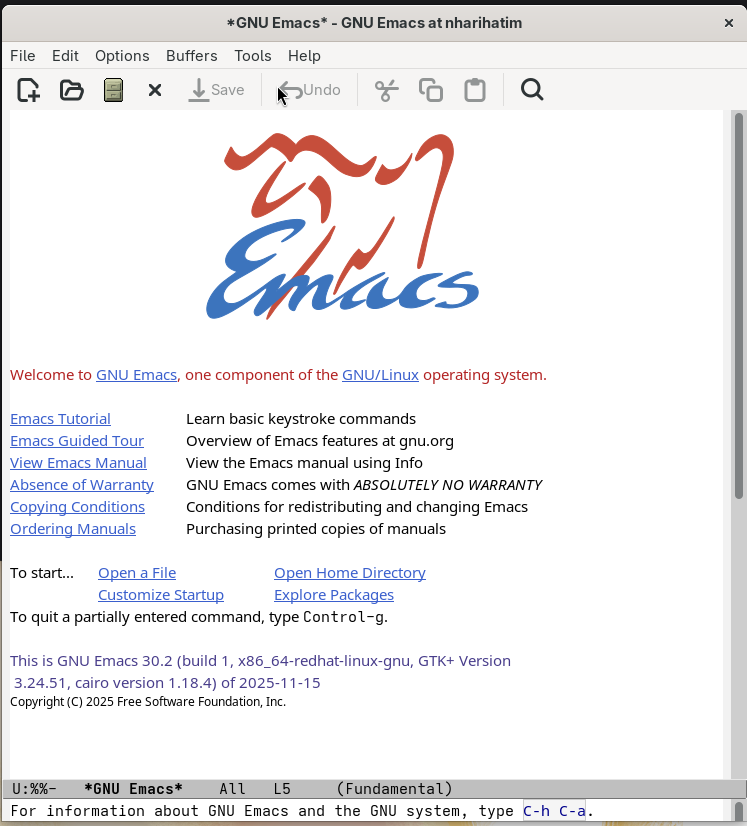 *GNU Emacs* - GNU Emacs at nharihatim
File Edit Options Buffers Tools Help
Save Undo
Emacs
Welcome to GNU Emacs, one component of the GNU/Linux operating system.
Emacs Tutorial Learn basic keystroke commands
Emacs Guided Tour Overview of Emacs features at gnu.org
View Emacs Manual View the Emacs manual using Info
Absence of Warranty GNU Emacs comes with ABSOLUTELY NO WARRANTY
Copying Conditions Conditions for redistributing and changing Emacs
Ordering Manuals Purchasing printed copies of manuals
To start... Open a File Open Home Directory
Customize Startup Explore Packages
To quit a partially entered command, type Control-g.
This is GNU Emacs 30.2 (build 1, x86_64-redhat-linux-gnu, GTK+ Version
3.24.51, cairo version 1.18.4) of 2025-11-15
Copyright (C) 2025 Free Software Foundation, Inc.
U:%%- *GNU Emacs* All L5 (Fundamental)
For information about GNU Emacs and the GNU system, type C-h C-a.